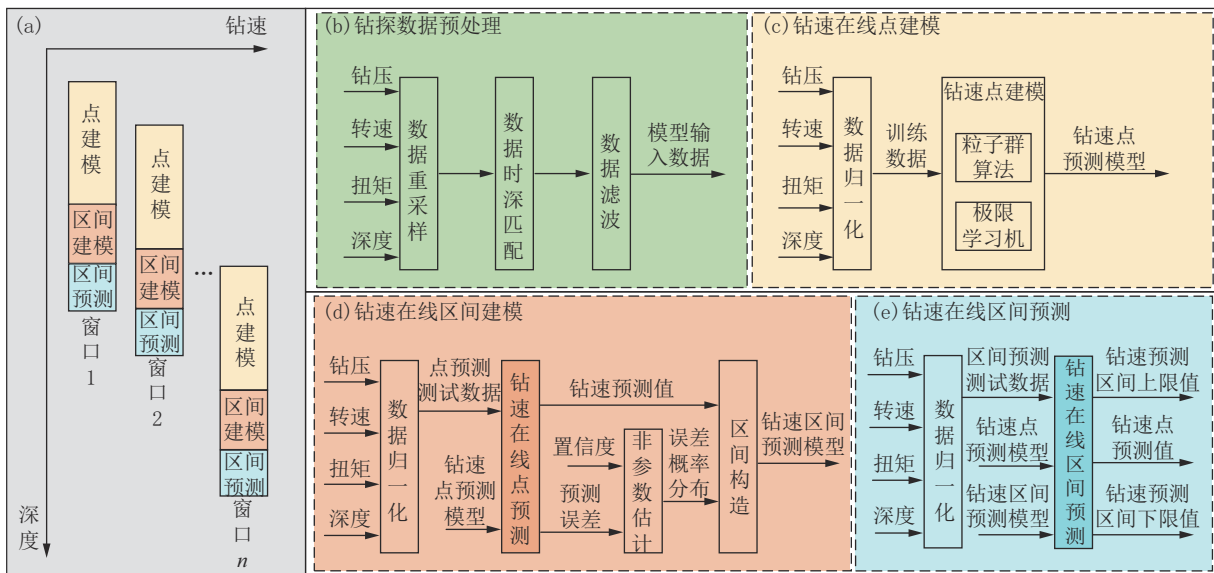 (a)
钻速
点建模
区间
建模
区间
预测
窗口1
点建模
区间
建模
区间
预测
窗口2
…
点建模
区间
建模
区间
预测
窗口n
深度
(b)钻探数据预处理
钻压
转速
扭矩
深度
数据重采样
数据时深匹配
数据滤波
模型输
入数据
(c)钻速在线点建模
钻压
转速
扭矩
深度
数据归一化
训练
数据
钻速点建模
粒子群
算法
极限
学习机
钻速点
预测模型
(d)钻速在线区间建模
钻压
转速
扭矩
深度
数据归一化
点预测
测试数据
钻速
点预测
模型
钻速在线点预测
钻速预测值
置信度
预测
误差
非参数估计
误差
概率
分布
区间构造
钻速区间
预测模型
(e)钻速在线区间预测
钻压
转速
扭矩
深度
数据归一化
区间预测
测试数据
钻速点
预测模型
钻速区间
预测模型
钻速在线区间预测
钻速预测
区间上限值
钻速点
预测值
钻速预测
区间下限值